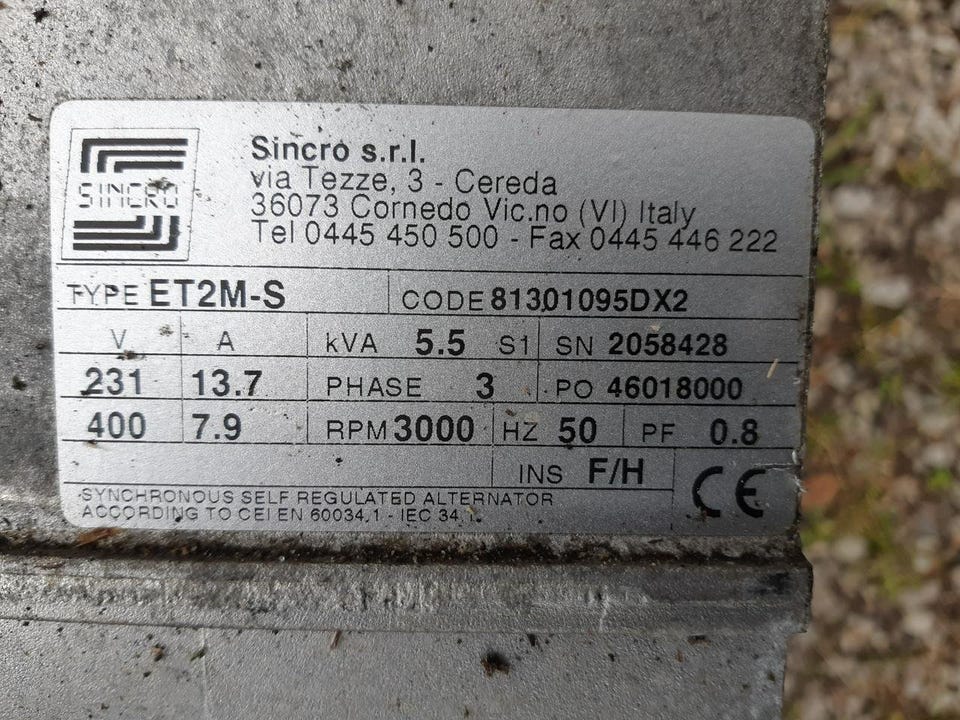 SINCRO
Sincro s.r.l.
via Tezze, 3 - Cereda
36073 Cornedo Vic.no (VI) Italy
Tel 0445 450 500 - Fax 0445 446 222
TYPE ET2M-S CODE 81301095DX2
V A kVA 5.5 S1 SN 2058428
231 13.7 PHASE 3 PO 46018000
400 7.9 RPM 3000 HZ 50 PF 0.8
INS F/H CE
SYNCHRONOUS SELF REGULATED ALTERNATOR
ACCORDING TO CEI EN 60034.1 - IEC 34.1.